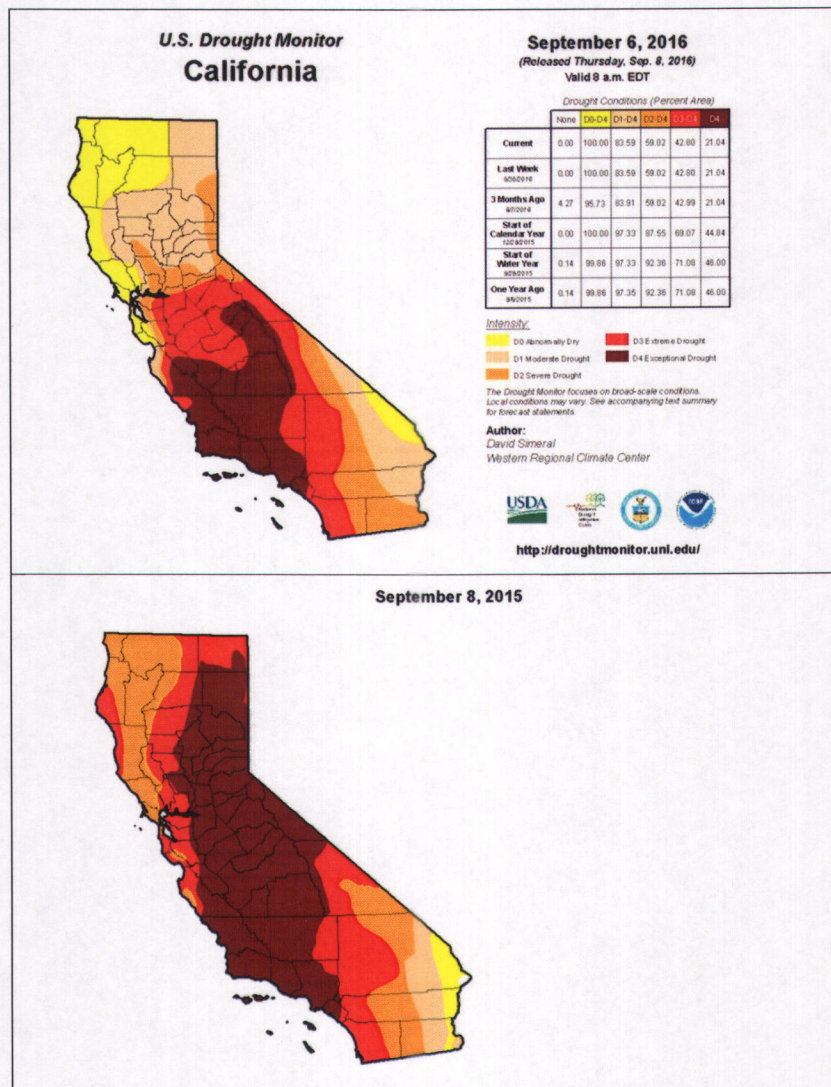 U.S. Drought Monitor
California
September 6, 2016
(Released Thursday, Sep. 8, 2016)
Valid 8 a.m. EDT
Drought Conditions (Percent Area)
None D0-D4 D1-D4 D2-D4 D3-D4 D4
Current 0.00 100.00 83.59 59.02 42.80 21.04
Last Week 0.00 100.00 83.59 59.02 42.80 21.04
3 Months Ago 4.27 95.73 83.91 59.02 42.99 21.04
Start of
Calendar Year 0.00 100.00 97.33 87.55 69.07 44.84
Start of
Water Year 0.14 99.86 97.33 92.36 71.08 46.00
One Year Ago 0.14 99.86 97.35 92.36 71.08 46.00
Intensity:
D0 Abnormally Dry D3 Extreme Drought
D1 Moderate Drought D4 Exceptional Drought
D2 Severe Drought
The Drought Monitor focuses on broad-scale conditions.
Local conditions may vary. See accompanying text summary
for forecast statements.
Author:
David Simeral
Western Regional Climate Center
USDA
http://droughtmonitor.unl.edu/
September 8, 2015